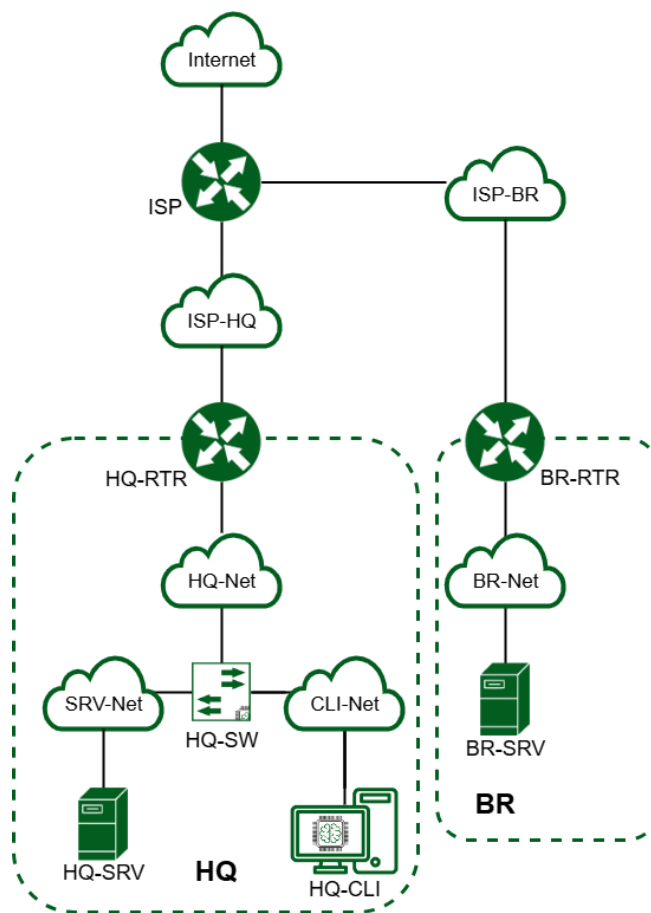 Internet
ISP
ISP-BR
ISP-HQ
HQ-RTR
BR-RTR
HQ-Net
BR-Net
SRV-Net
CLI-Net
HQ-SW
BR-SRV
BR
HQ-SRV
HQ
HQ-CLI